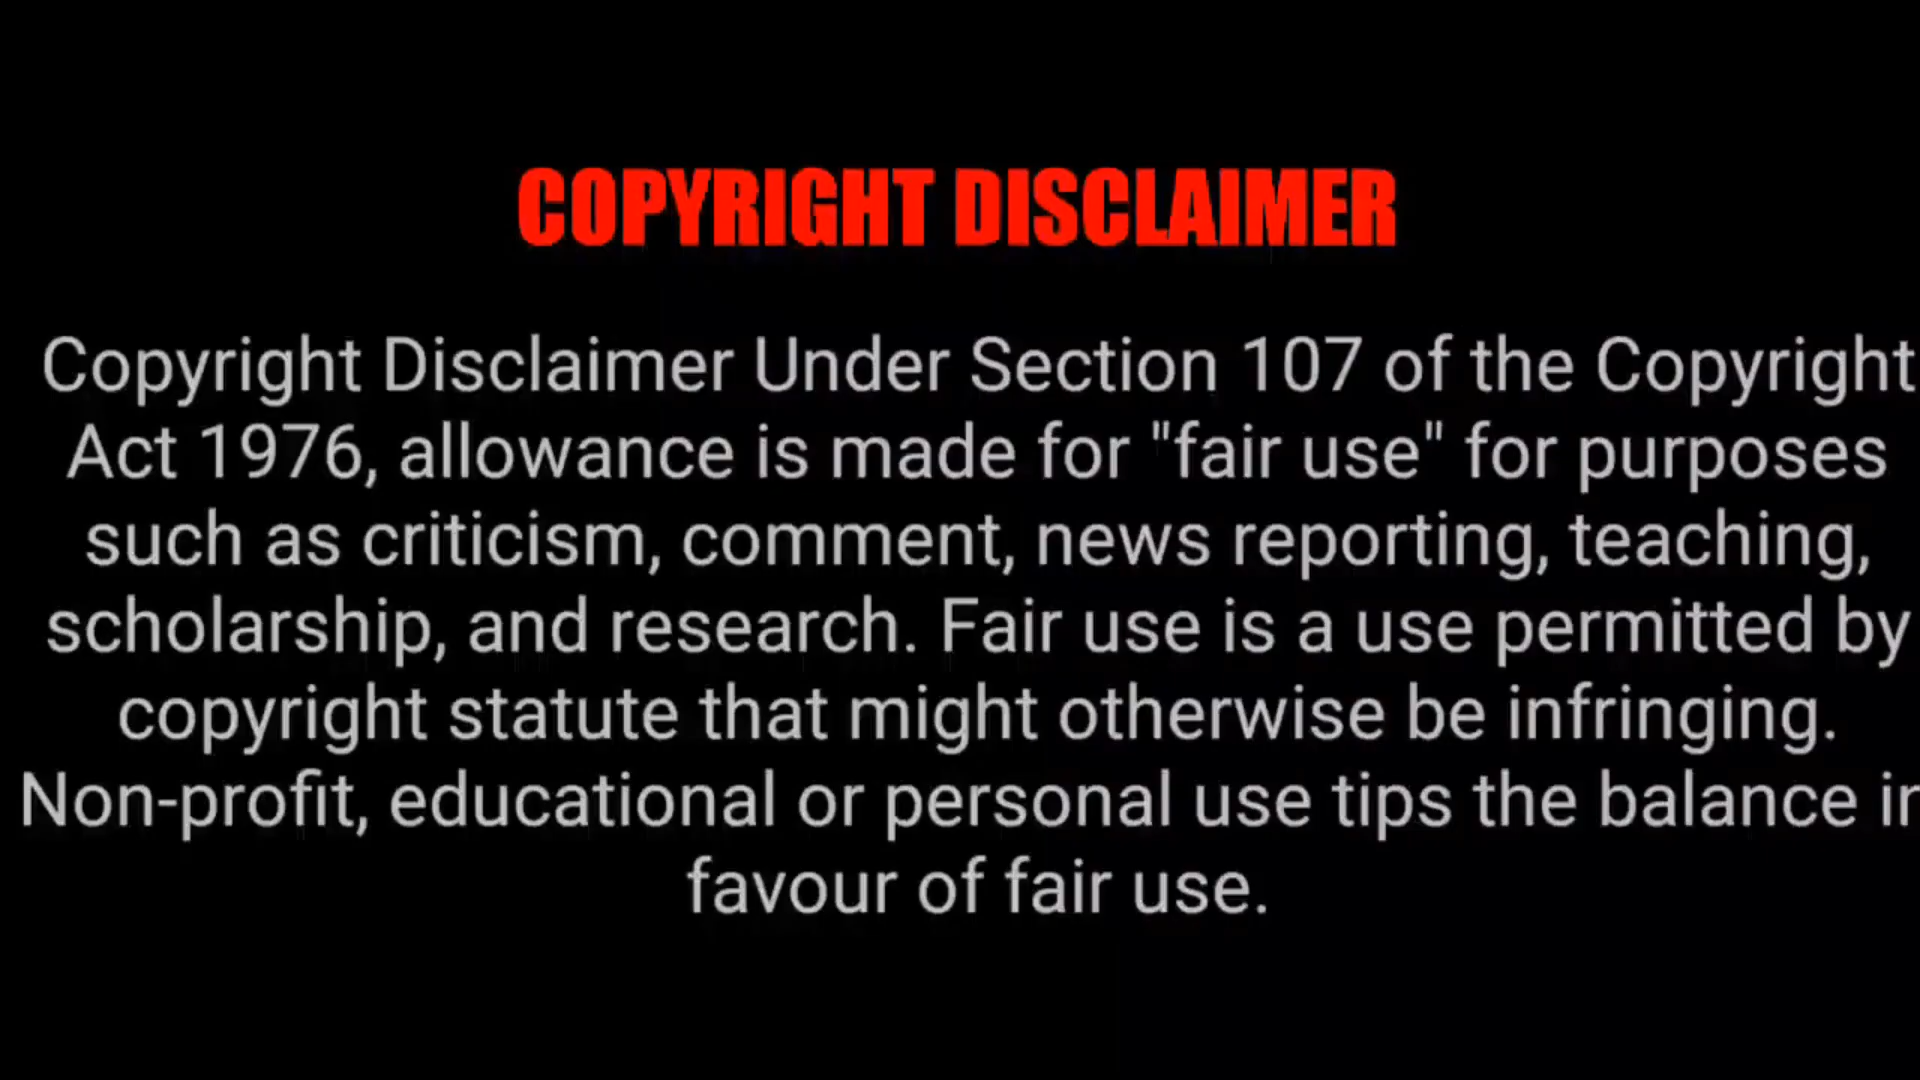 COPYRIGHT DISCLAIMER
Copyright Disclaimer Under Section 107 of the Copyright
Act 1976, allowance is made for "fair use" for purposes
such as criticism, comment, news reporting, teaching,
scholarship, and research. Fair use is a use permitted by
copyright statute that might otherwise be infringing.
Non-profit, educational or personal use tips the balance in
favour of fair use.